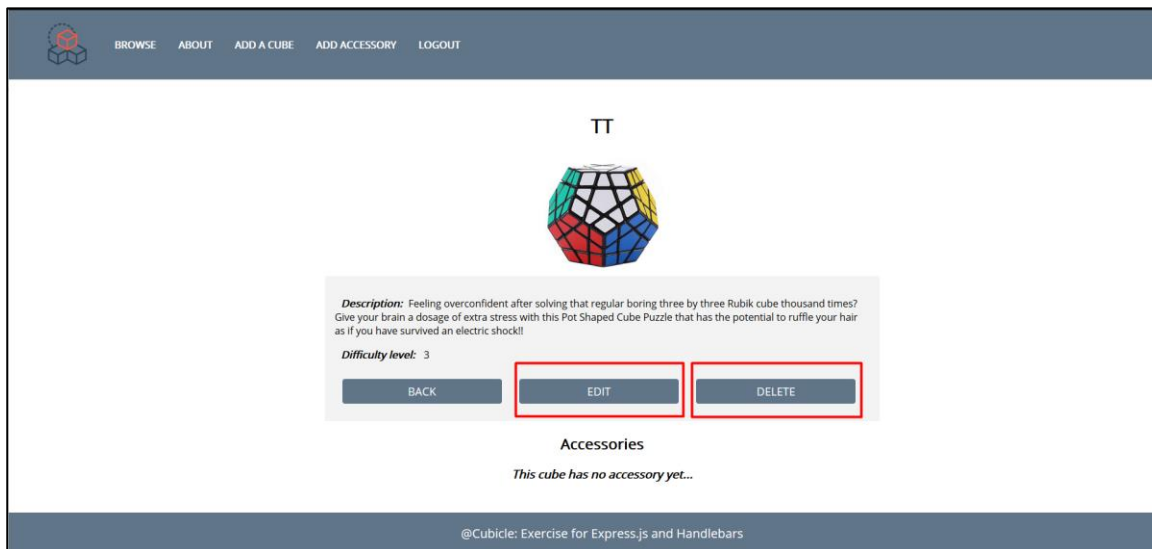 BROWSE ABOUT ADD A CUBE ADD ACCESSORY LOGOUT
TT
Description: Feeling overconfident after solving that regular boring three by three Rubik cube thousand times?
Give your brain a dosage of extra stress with this Pot Shaped Cube Puzzle that has the potential to ruffle your hair
as if you have survived an electric shock!!
Difficulty level: 3
BACK EDIT DELETE
Accessories
This cube has no accessory yet...
@Cubicle: Exercise for Express.js and Handlebars